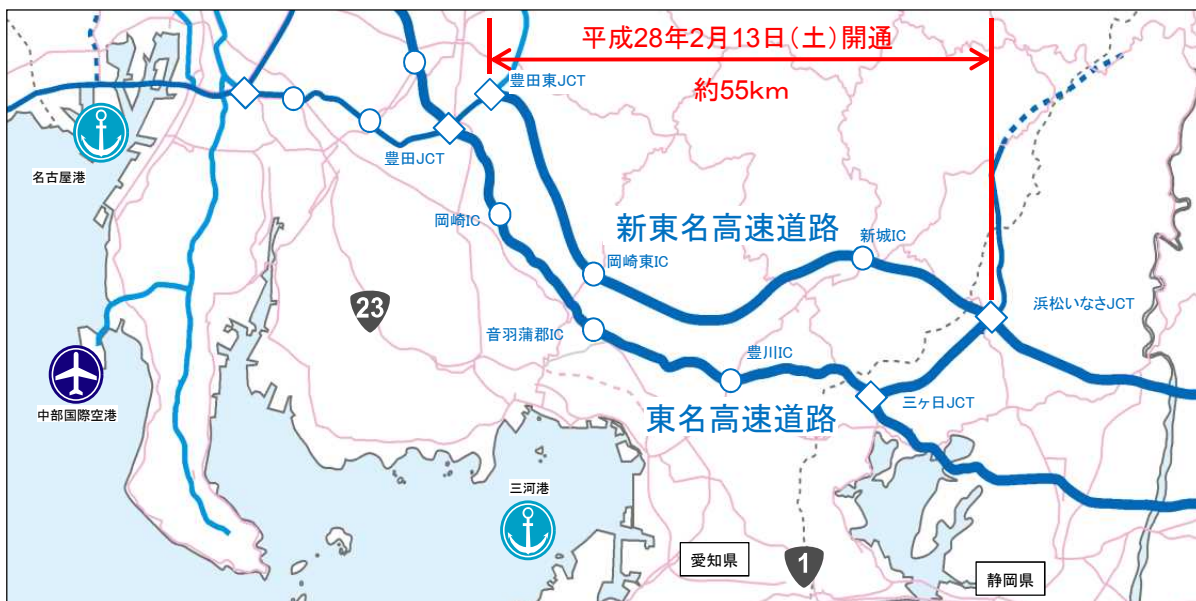 平成28年2月13日(土)開通
約55km
豊田東JCT
豊田JCT
名古屋港
岡崎IC
新東名高速道路
新城IC
岡崎東IC
23
浜松いなさJCT
音羽蒲郡IC
豊川IC
中部国際空港
三ヶ日JCT
東名高速道路
三河港
愛知県
1
静岡県